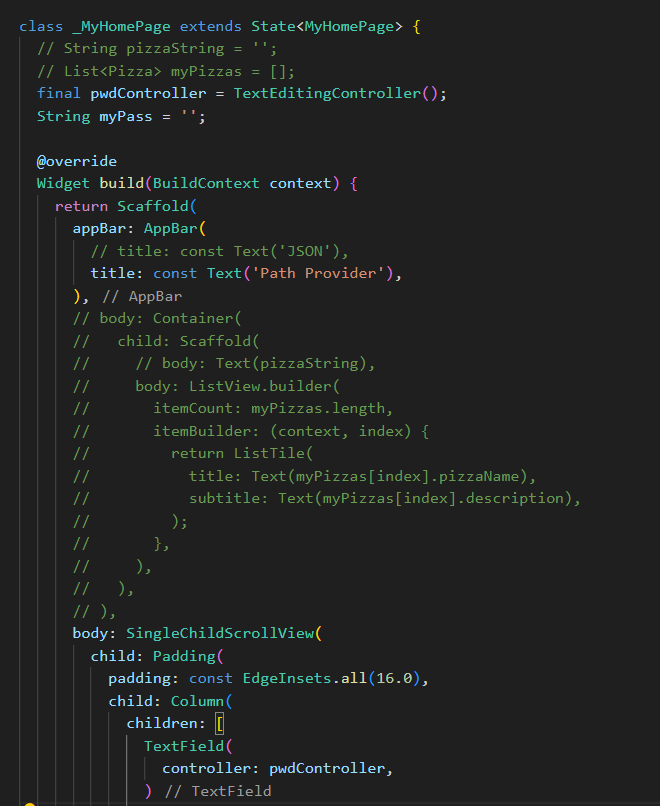 class _MyHomePage extends State<MyHomePage> {
  // String pizzaString = '';
  // List<Pizza> myPizzas = [];
  final pwdController = TextEditingController();
  String myPass = '';

  @override
  Widget build(BuildContext context) {
    return Scaffold(
      appBar: AppBar(
        // title: const Text('JSON'),
        title: const Text('Path Provider'),
      ), // AppBar
      // body: Container(
      //   child: Scaffold(
      //     // body: Text(pizzaString),
      //     body: ListView.builder(
      //       itemCount: myPizzas.length,
      //       itemBuilder: (context, index) {
      //         return ListTile(
      //           title: Text(myPizzas[index].pizzaName),
      //           subtitle: Text(myPizzas[index].description),
      //         );
      //       },
      //     ),
      //   ),
      // ),
      body: SingleChildScrollView(
        child: Padding(
          padding: const EdgeInsets.all(16.0),
          child: Column(
            children: [
              TextField(
                controller: pwdController,
              ) // TextField